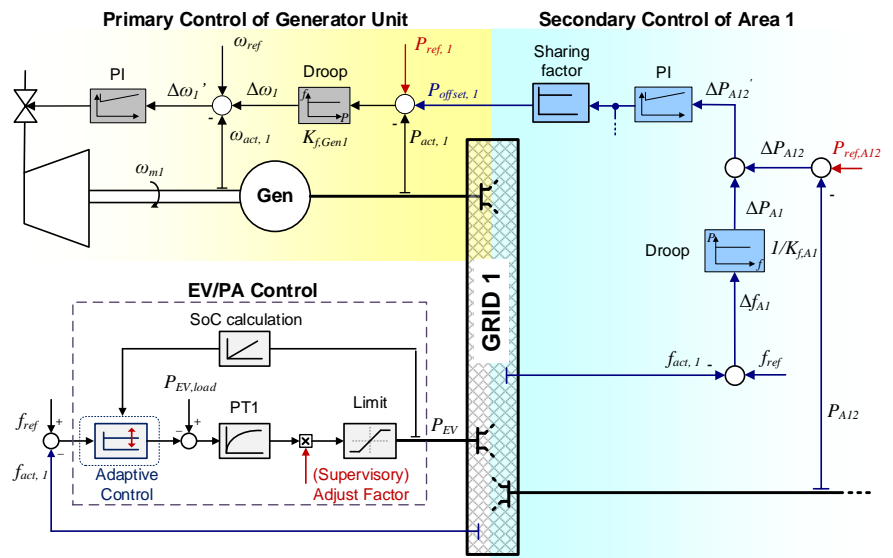 Primary Control of Generator Unit
Secondary Control of Area 1
ω_ref
P_ref, 1
Sharing
factor
PI
Droop
PI
Δω_1'
Δω_1
f
P
P_offset, 1
ΔP_A12'
-
ω_act, 1
K_f,Gen1
-
P_act, 1
ΔP_A12
P_ref,A12
-
ω_m1
Gen
ΔP_A1
Droop
P
f
1/K_f,A1
EV/PA Control
GRID 1
SoC calculation
Δf_A1
P_EV,load
f_act, 1
-
f_ref
PT1
Limit
P_EV
P_A12
f_ref
+
−
+
−
f_act, 1
Adaptive
Control
x
(Supervisory)
Adjust Factor